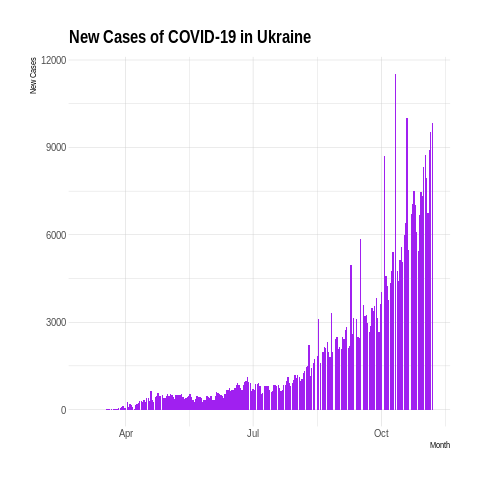 New Cases of COVID-19 in Ukraine
New Cases
12000
9000
6000
3000
0
Apr
Jul
Oct
Month